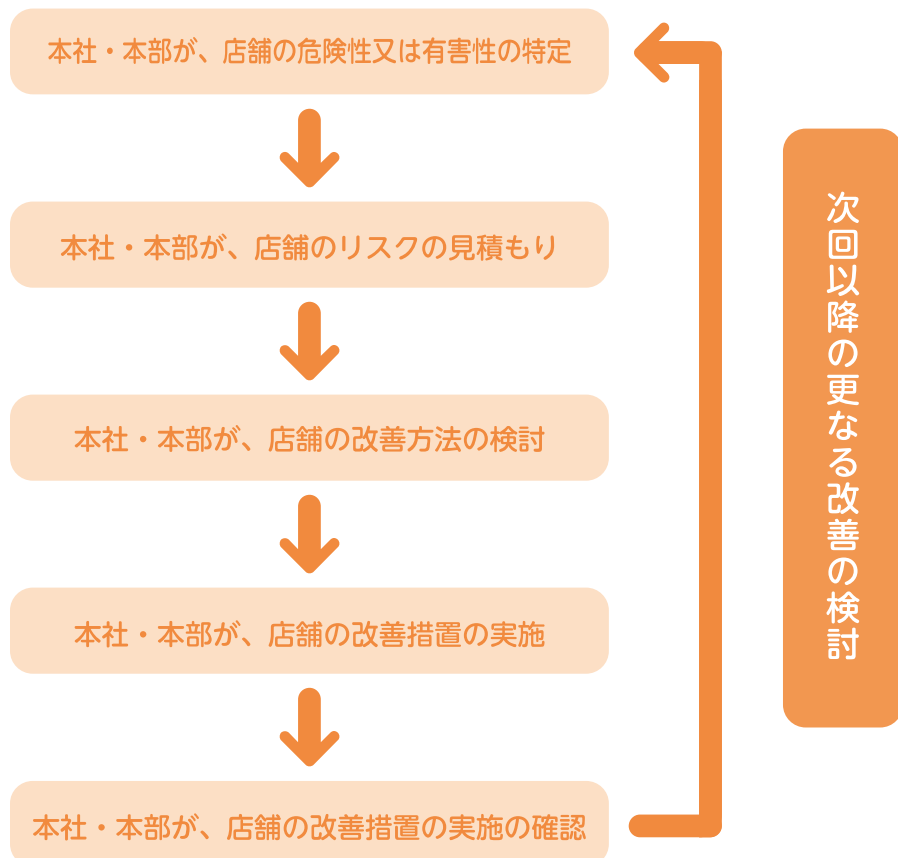 本社・本部が、店舗の危険性又は有害性の特定
本社・本部が、店舗のリスクの見積もり
本社・本部が、店舗の改善方法の検討
本社・本部が、店舗の改善措置の実施
本社・本部が、店舗の改善措置の実施の確認
次回以降の更なる改善の検討